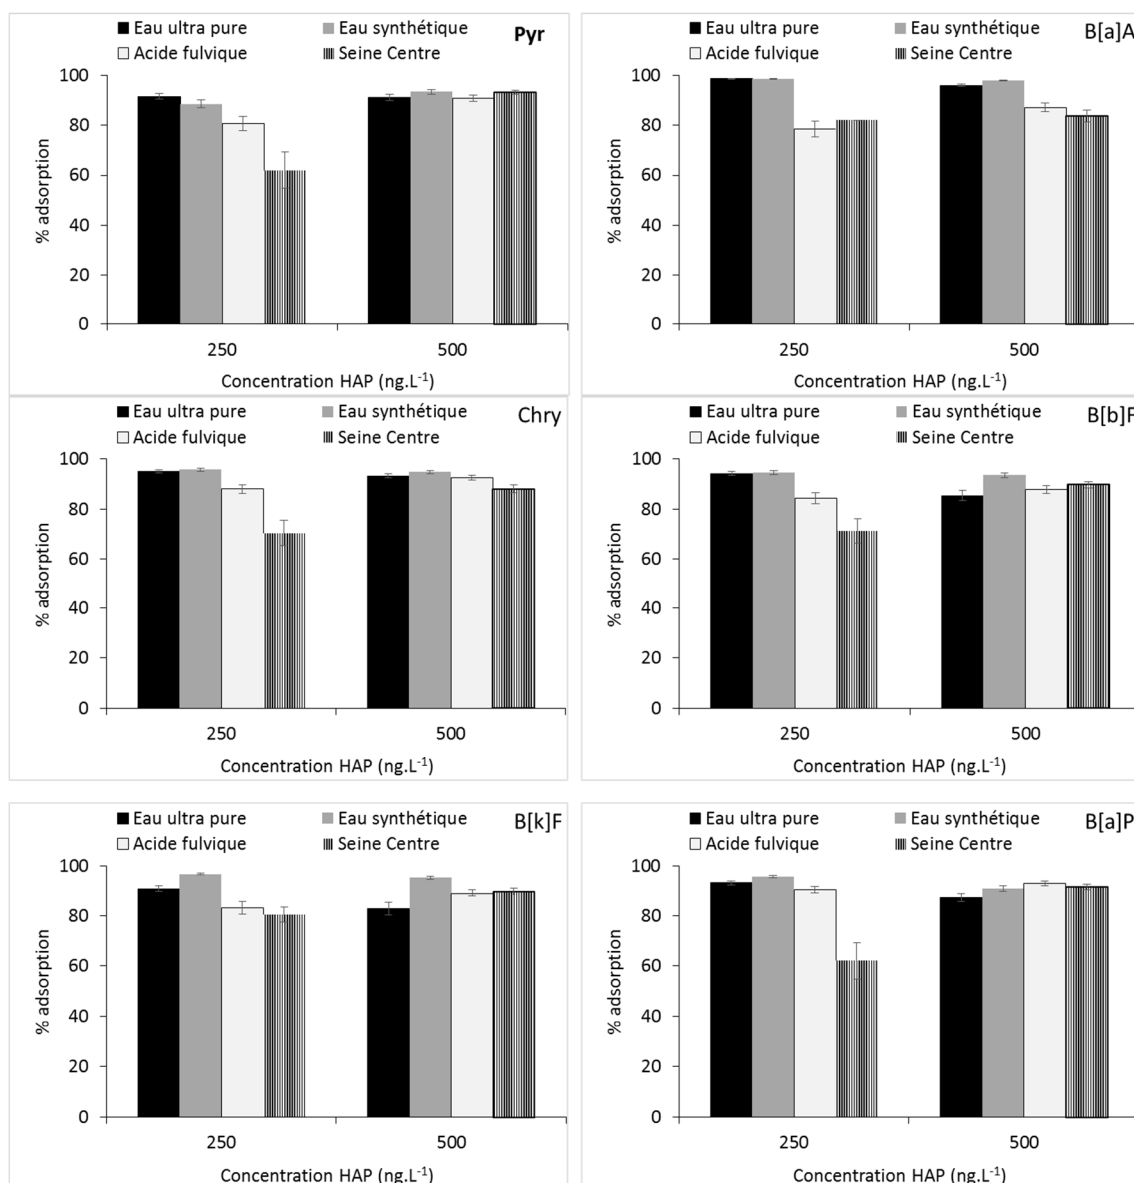 Eau ultra pure Eau synthétique Pyr
Acide fulvique Seine Centre
100
80
60
40
20
0
% adsorption
250 500
Concentration HAP (ng.L⁻¹)
Eau ultra pure Eau synthétique B[a]A
Acide fulvique Seine Centre
100
80
60
40
20
0
% adsorption
250 500
Concentration HAP (ng.L⁻¹)
Eau ultra pure Eau synthétique Chry
Acide fulvique Seine Centre
100
80
60
40
20
0
% adsorption
250 500
Concentration HAP (ng.L⁻¹)
Eau ultra pure Eau synthétique B[b]F
Acide fulvique Seine Centre
100
80
60
40
20
0
% adsorption
250 500
Concentration HAP (ng.L⁻¹)
Eau ultra pure Eau synthétique B[k]F
Acide fulvique Seine Centre
100
80
60
40
20
0
% adsorption
250 500
Concentration HAP (ng.L⁻¹)
Eau ultra pure Eau synthétique B[a]P
Acide fulvique Seine Centre
100
80
60
40
20
0
% adsorption
250 500
Concentration HAP (ng.L⁻¹)